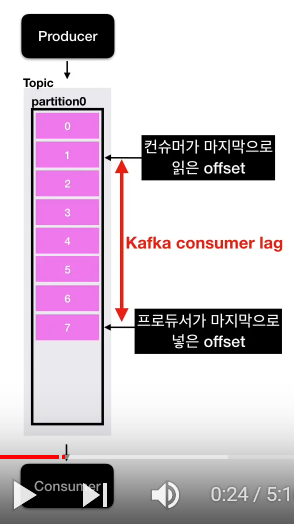 Producer
Topic
partition0
0
1
컨슈머가 마지막으로
읽은 offset
2
3
4
Kafka consumer lag
5
6
7
프로듀서가 마지막으로
넣은 offset
Consumer
0:24 / 5:1